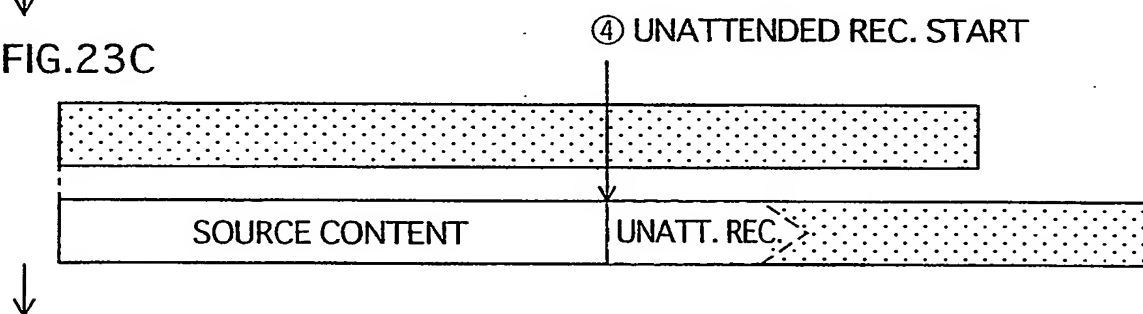 ④ UNATTENDED REC. START
FIG.23C
SOURCE CONTENT
UNATT. REC.